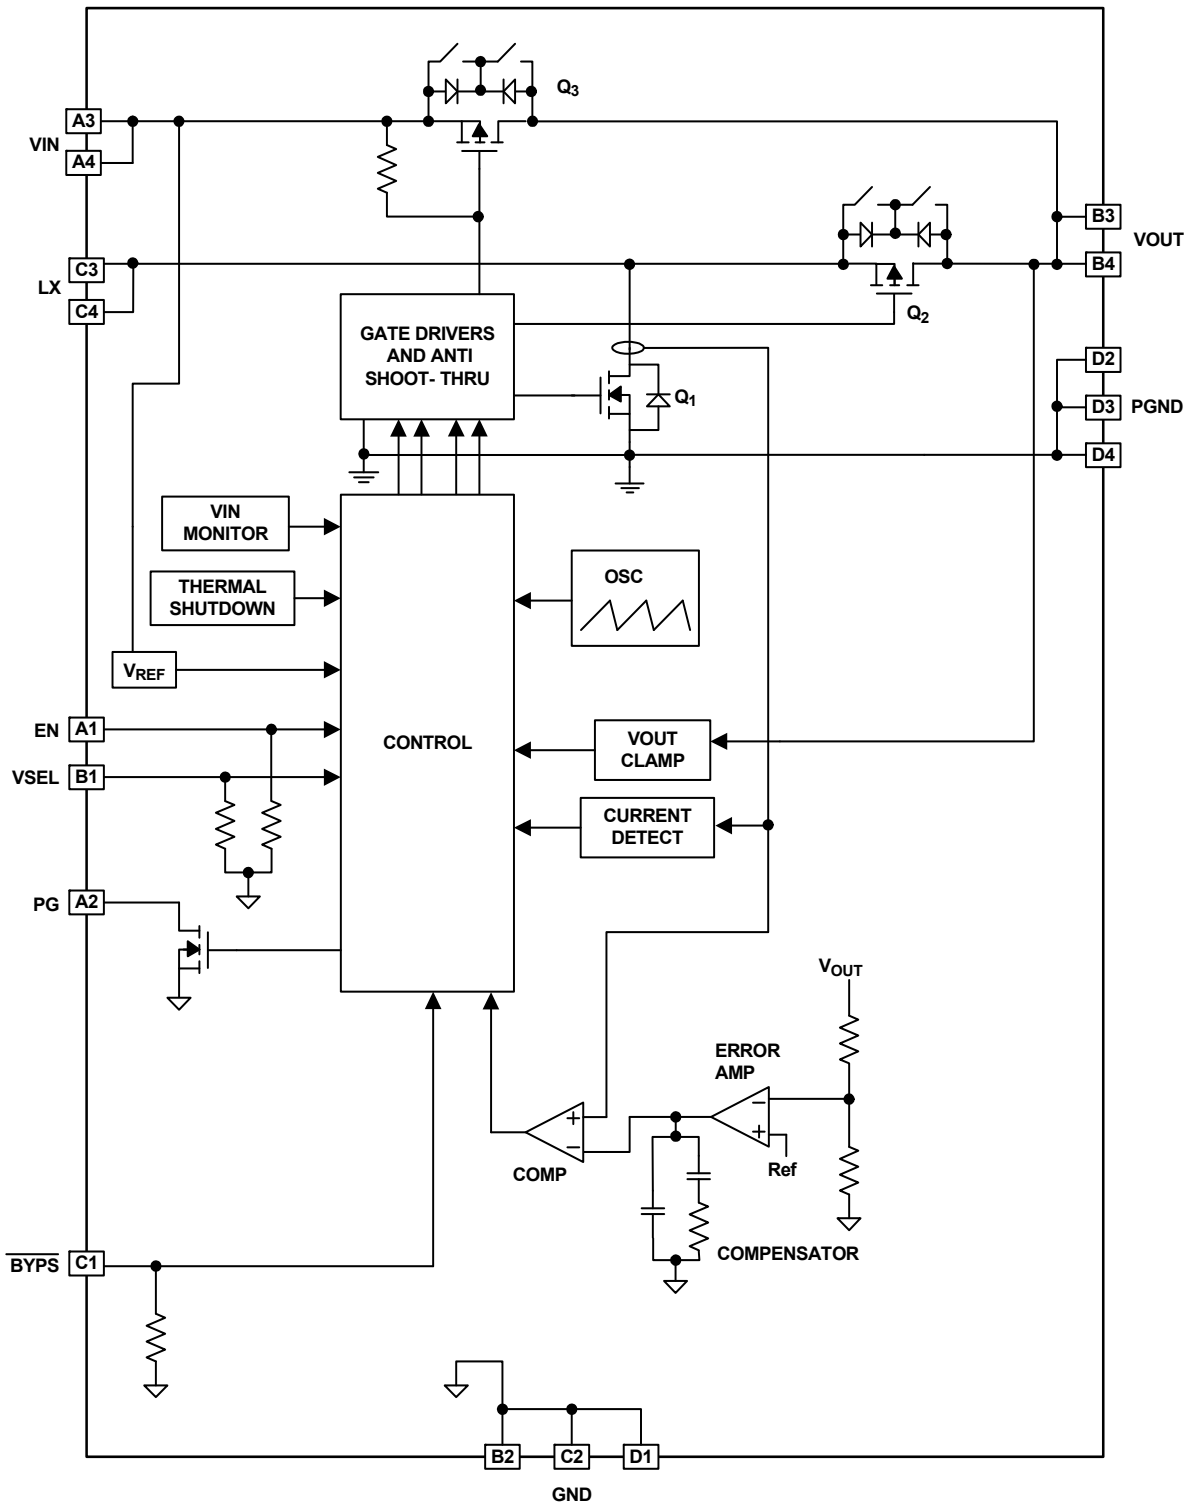 Q3
A3
VIN
A4
B3
VOUT
C3
B4
LX
C4
Q2
GATE DRIVERS
AND ANTI
SHOOT- THRU
D2
Q1
D3
PGND
D4
VIN
MONITOR
OSC
THERMAL
SHUTDOWN
VREF
EN
A1
CONTROL
VOUT
CLAMP
VSEL
B1
CURRENT
DETECT
PG
A2
VOUT
ERROR
AMP
+
−
−
+
COMP
Ref
BYPS
C1
COMPENSATOR
B2
C2
D1
GND